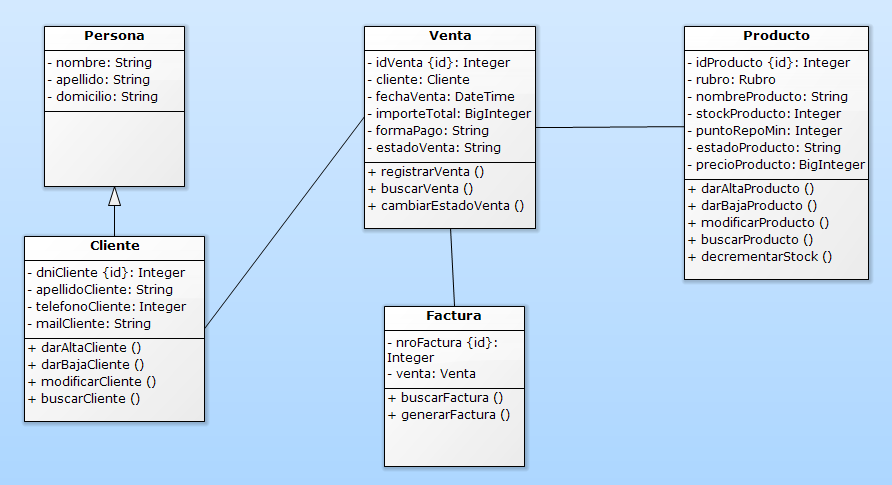 Persona
- nombre: String
- apellido: String
- domicilio: String
Venta
- idVenta {id}: Integer
- cliente: Cliente
- fechaVenta: DateTime
- importeTotal: BigInteger
- formaPago: String
- estadoVenta: String
+ registrarVenta ()
+ buscarVenta ()
+ cambiarEstadoVenta ()
Producto
- idProducto {id}: Integer
- rubro: Rubro
- nombreProducto: String
- stockProducto: Integer
- puntoRepoMin: Integer
- estadoProducto: String
- precioProducto: BigInteger
+ darAltaProducto ()
+ darBajaProducto ()
+ modificarProducto ()
+ buscarProducto ()
+ decrementarStock ()
Cliente
- dniCliente {id}: Integer
- apellidoCliente: String
- telefonoCliente: Integer
- mailCliente: String
+ darAltaCliente ()
+ darBajaCliente ()
+ modificarCliente ()
+ buscarCliente ()
Factura
- nroFactura {id}:
Integer
- venta: Venta
+ buscarFactura ()
+ generarFactura ()